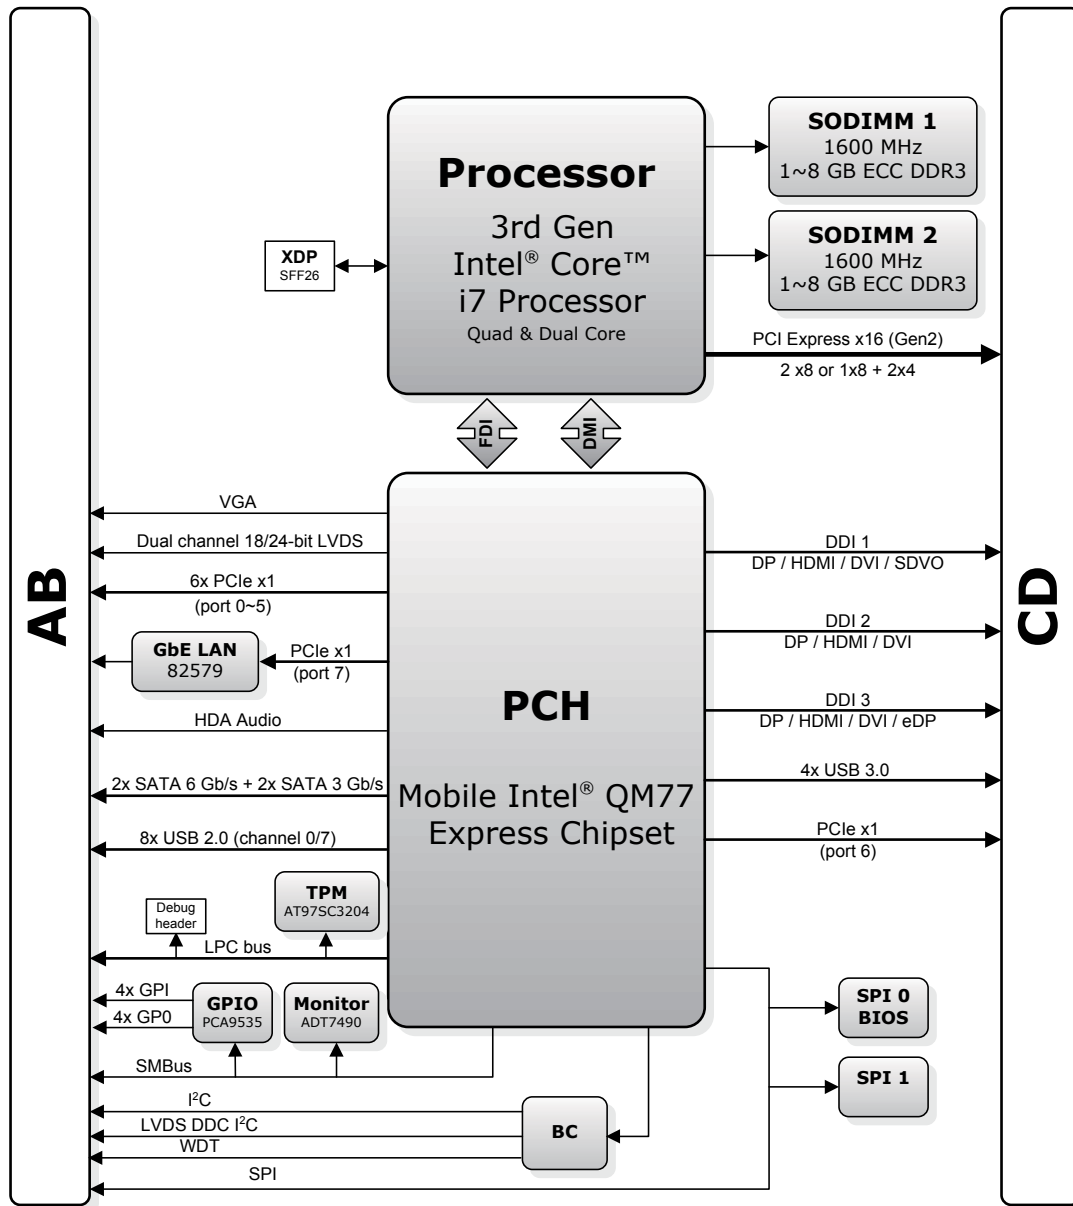 AB
CD
Processor
3rd Gen
Intel® Core™
i7 Processor
Quad & Dual Core
XDP
SFF26
SODIMM 1
1600 MHz
1~8 GB ECC DDR3
SODIMM 2
1600 MHz
1~8 GB ECC DDR3
PCI Express x16 (Gen2)
2 x8 or 1x8 + 2x4
FDI
DMI
PCH
Mobile Intel® QM77
Express Chipset
VGA
Dual channel 18/24-bit LVDS
6x PCIe x1
(port 0~5)
GbE LAN
82579
PCIe x1
(port 7)
HDA Audio
2x SATA 6 Gb/s + 2x SATA 3 Gb/s
8x USB 2.0 (channel 0/7)
TPM
AT97SC3204
Debug
header
LPC bus
4x GPI
4x GP0
GPIO
PCA9535
Monitor
ADT7490
SMBus
I²C
LVDS DDC I²C
WDT
SPI
BC
DDI 1
DP / HDMI / DVI / SDVO
DDI 2
DP / HDMI / DVI
DDI 3
DP / HDMI / DVI / eDP
4x USB 3.0
PCIe x1
(port 6)
SPI 0
BIOS
SPI 1